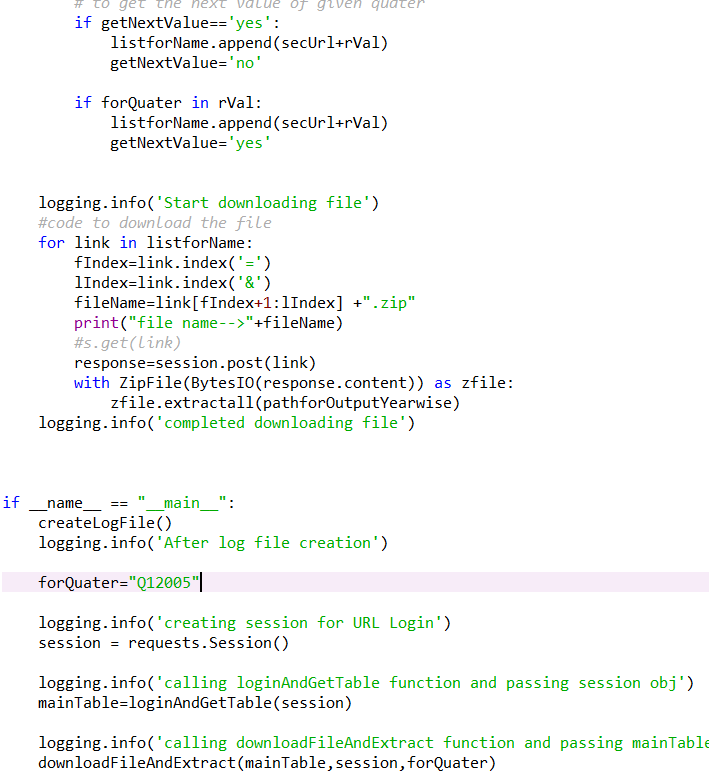 # to get the next value of given quater
if getNextValue=='yes':
listforName.append(secUrl+rVal)
getNextValue='no'
if forQuater in rVal:
listforName.append(secUrl+rVal)
getNextValue='yes'
logging.info('Start downloading file')
#code to download the file
for link in listforName:
fIndex=link.index('=')
lIndex=link.index('&')
fileName=link[fIndex+1:lIndex] +".zip"
print("file name-->"+fileName)
#s.get(link)
response=session.post(link)
with ZipFile(BytesIO(response.content)) as zfile:
zfile.extractall(pathforOutputYearwise)
logging.info('completed downloading file')
if __name__ == "__main__":
createLogFile()
logging.info('After log file creation')
forQuater="Q12005"
logging.info('creating session for URL Login')
session = requests.Session()
logging.info('calling loginAndGetTable function and passing session obj')
mainTable=loginAndGetTable(session)
logging.info('calling downloadFileAndExtract function and passing mainTable
downloadFileAndExtract(mainTable,session,forQuater)